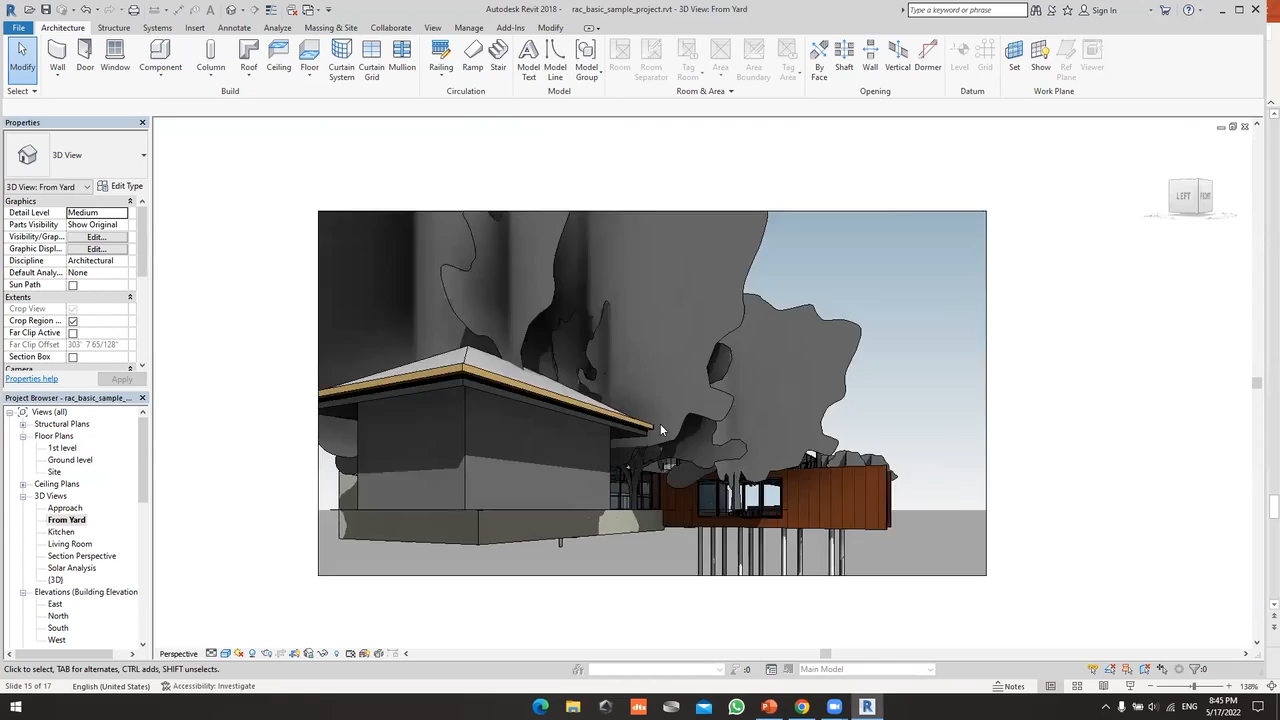 Autodesk Revit 2018 - rac_basic_sample_project.rvt - 3D View: From Yard
Type a keyword or phrase
Sign In
File Architecture Structure Systems Insert Annotate Analyze Massing & Site Collaborate View Manage Add-Ins Modify
Modify Wall Door Window Component Column Roof Ceiling Floor Curtain System Curtain Grid Mullion Railing Ramp Stair Model Text Model Line Model Group Room Room Separator Tag Room Area Area Boundary Tag Area By Face Shaft Wall Vertical Dormer Level Grid Set Show Ref Plane Viewer
Select Build Circulation Model Room & Area Opening Datum Work Plane
Properties
3D View
3D View: From Yard Edit Type
Graphics
Detail Level Medium
Parts Visibility Show Original
Visibility/Grap... Edit...
Graphic Displ... Edit...
Discipline Architectural
Default Analy... None
Sun Path
Extents
Crop View
Crop Region ...
Far Clip Active
Far Clip Offset 303' 7 65/128"
Section Box
Camera
Properties help Apply
Project Browser - rac_basic_sample_...
Views (all)
Structural Plans
Floor Plans
1st level
Ground level
Site
Ceiling Plans
3D Views
Approach
From Yard
Kitchen
Living Room
Section Perspective
Solar Analysis
{3D}
Elevations (Building Elevation
East
North
South
West
LEFT
FRONT
Perspective
Click to select, TAB for alternates, CTRL adds, SHIFT unselects.
:0
Main Model
:0
Slide 15 of 17 English (United States) Accessibility: Investigate
Notes
138%
dts
ENG
8:45 PM
5/17/2022